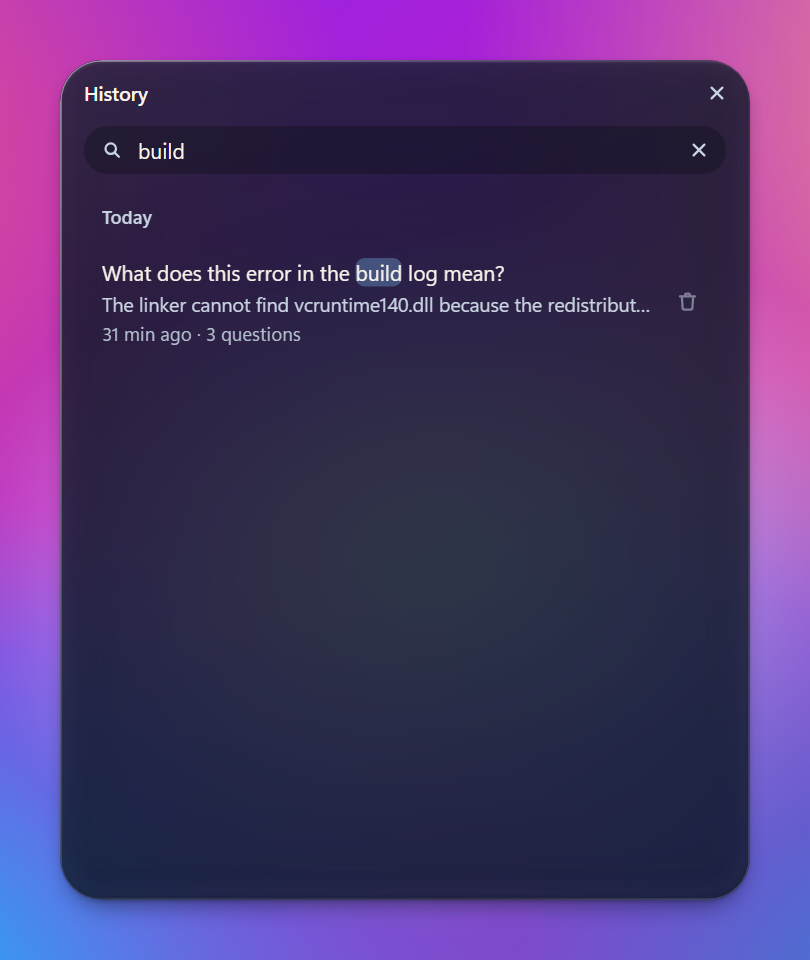 History
build
Today
What does this error in the build log mean?
The linker cannot find vcruntime140.dll because the redistribut...
31 min ago · 3 questions